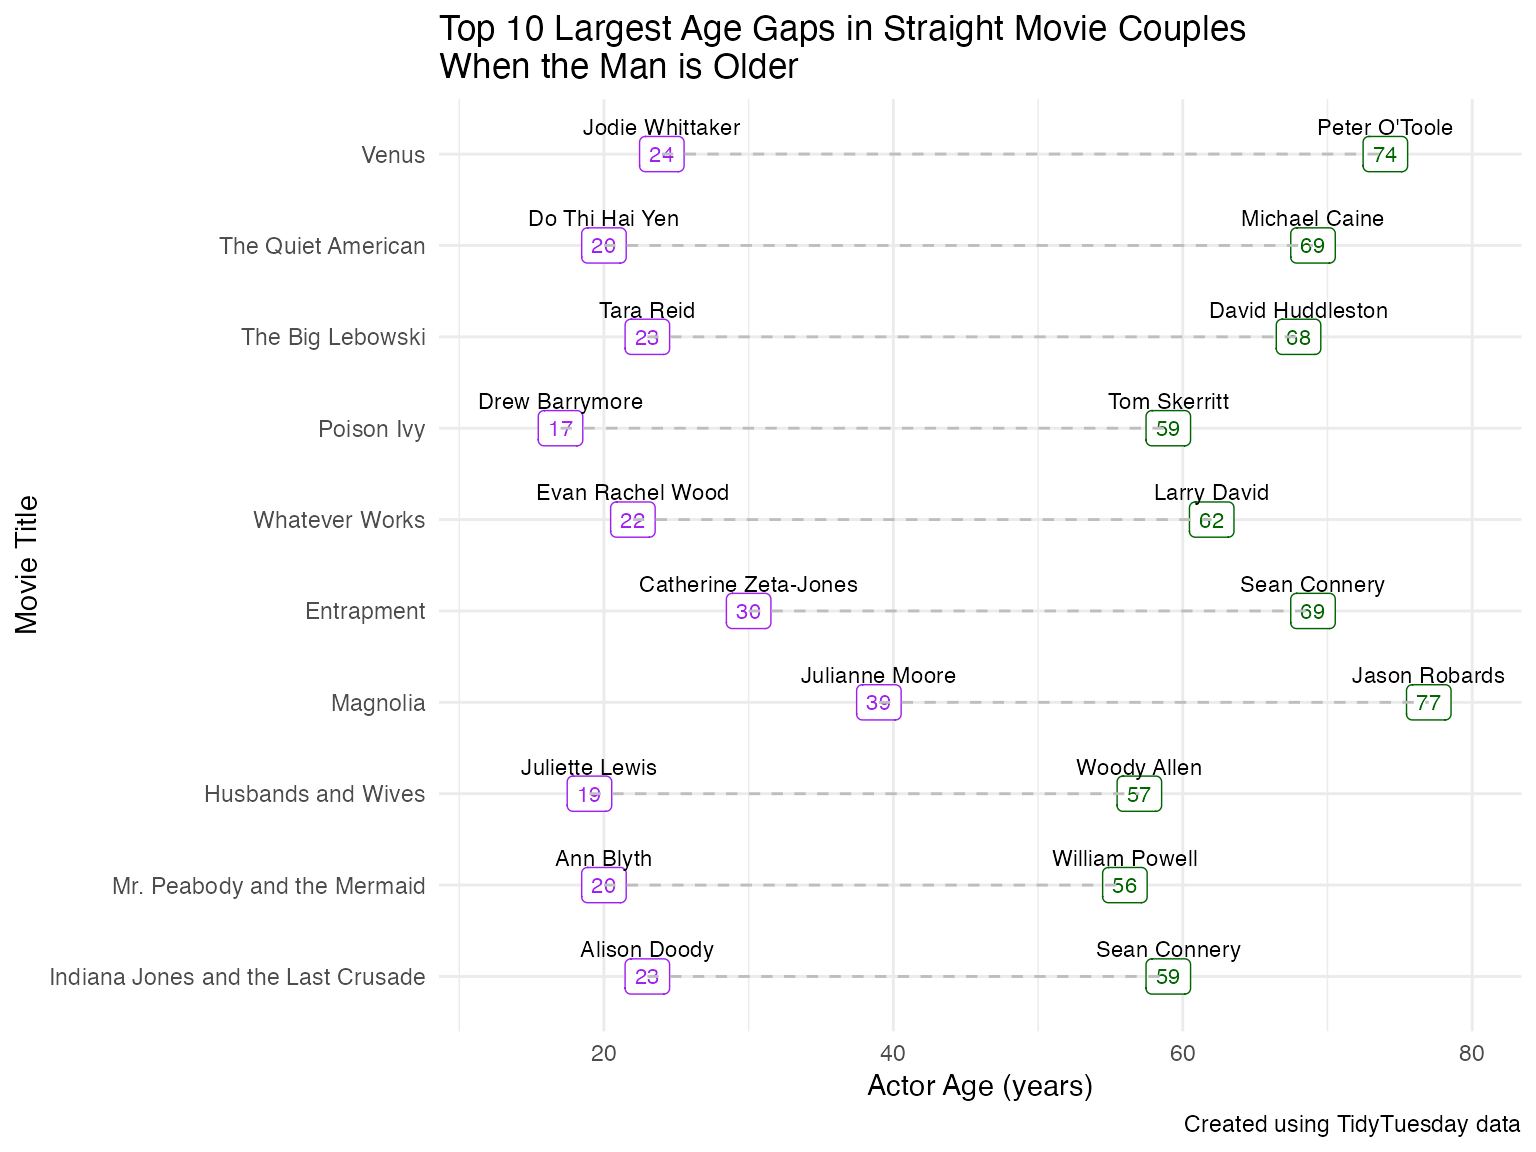 Top 10 Largest Age Gaps in Straight Movie Couples
When the Man is Older
Jodie Whittaker Peter O'Toole
Venus 24 74
Do Thi Hai Yen Michael Caine
The Quiet American 20 69
Tara Reid David Huddleston
The Big Lebowski 23 68
Drew Barrymore Tom Skerritt
Poison Ivy 17 59
Evan Rachel Wood Larry David
Whatever Works 22 62
Catherine Zeta-Jones Sean Connery
Entrapment 30 69
Julianne Moore Jason Robards
Magnolia 39 77
Juliette Lewis Woody Allen
Husbands and Wives 19 57
Ann Blyth William Powell
Mr. Peabody and the Mermaid 20 56
Alison Doody Sean Connery
Indiana Jones and the Last Crusade 23 59
Movie Title
20 40 60 80
Actor Age (years)
Created using TidyTuesday data